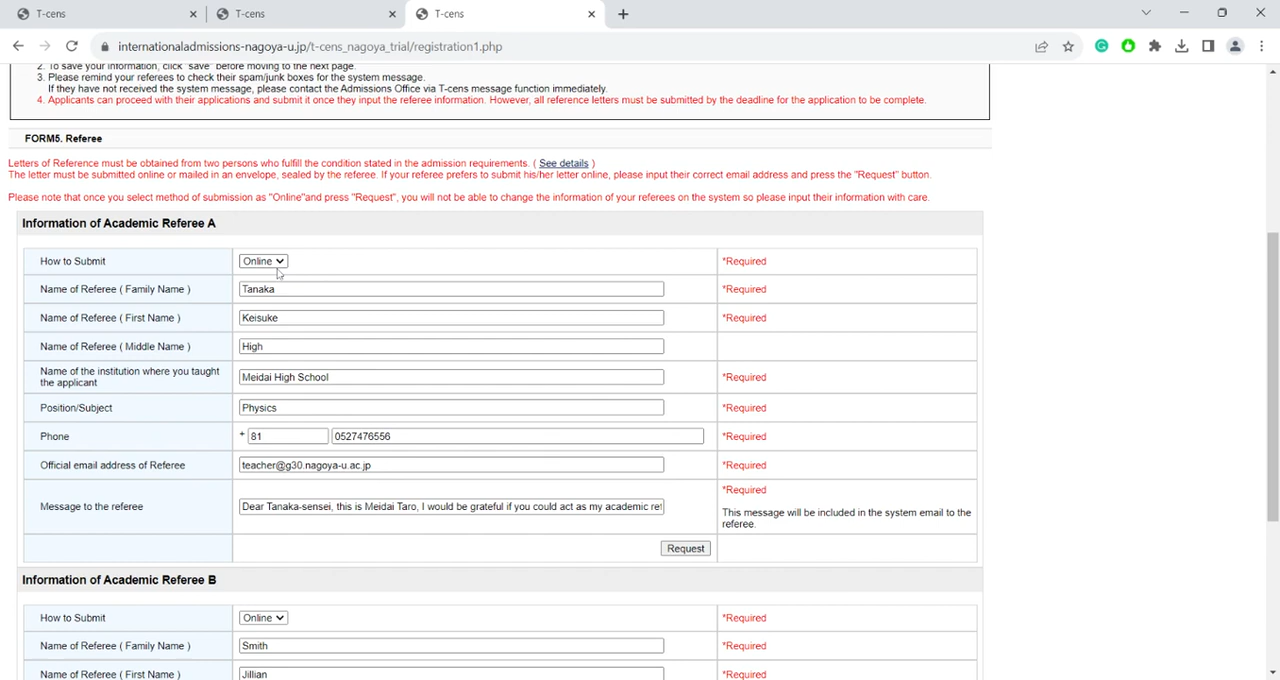 T-cens
T-cens
T-cens
internationaladmissions-nagoya-u.jp/t-cens_nagoya_trial/registration1.php
2. To save your information, click "save" before moving to the next page.
3. Please remind your referees to check their spam/junk boxes for the system message.
If they have not received the system message, please contact the Admissions Office via T-cens message function immediately.
4. Applicants can proceed with their applications and submit it once they input the referee information. However, all reference letters must be submitted by the deadline for the application to be complete.
FORM5. Referee
Letters of Reference must be obtained from two persons who fulfill the condition stated in the admission requirements. ( See details )
The letter must be submitted online or mailed in an envelope, sealed by the referee. If your referee prefers to submit his/her letter online, please input their correct email address and press the "Request" button.
Please note that once you select method of submission as "Online"and press "Request", you will not be able to change the information of your referees on the system so please input their information with care.
Information of Academic Referee A
How to Submit Online *Required
Name of Referee ( Family Name ) Tanaka *Required
Name of Referee ( First Name ) Keisuke *Required
Name of Referee ( Middle Name ) High
Name of the institution where you taught
the applicant Meidai High School *Required
Position/Subject Physics *Required
Phone + 81 0527476556 *Required
Official email address of Referee teacher@g30.nagoya-u.ac.jp *Required
Message to the referee Dear Tanaka-sensei, this is Meidai Taro, I would be grateful if you could act as my academic ref *Required
This message will be included in the system email to the
referee.
Request
Information of Academic Referee B
How to Submit Online *Required
Name of Referee ( Family Name ) Smith *Required
Name of Referee ( First Name ) Jillian *Required